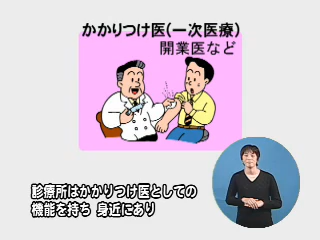 かかりつけ医(一次医療)
開業医など
診療所はかかりつけ医としての
機能を持ち 身近にあり